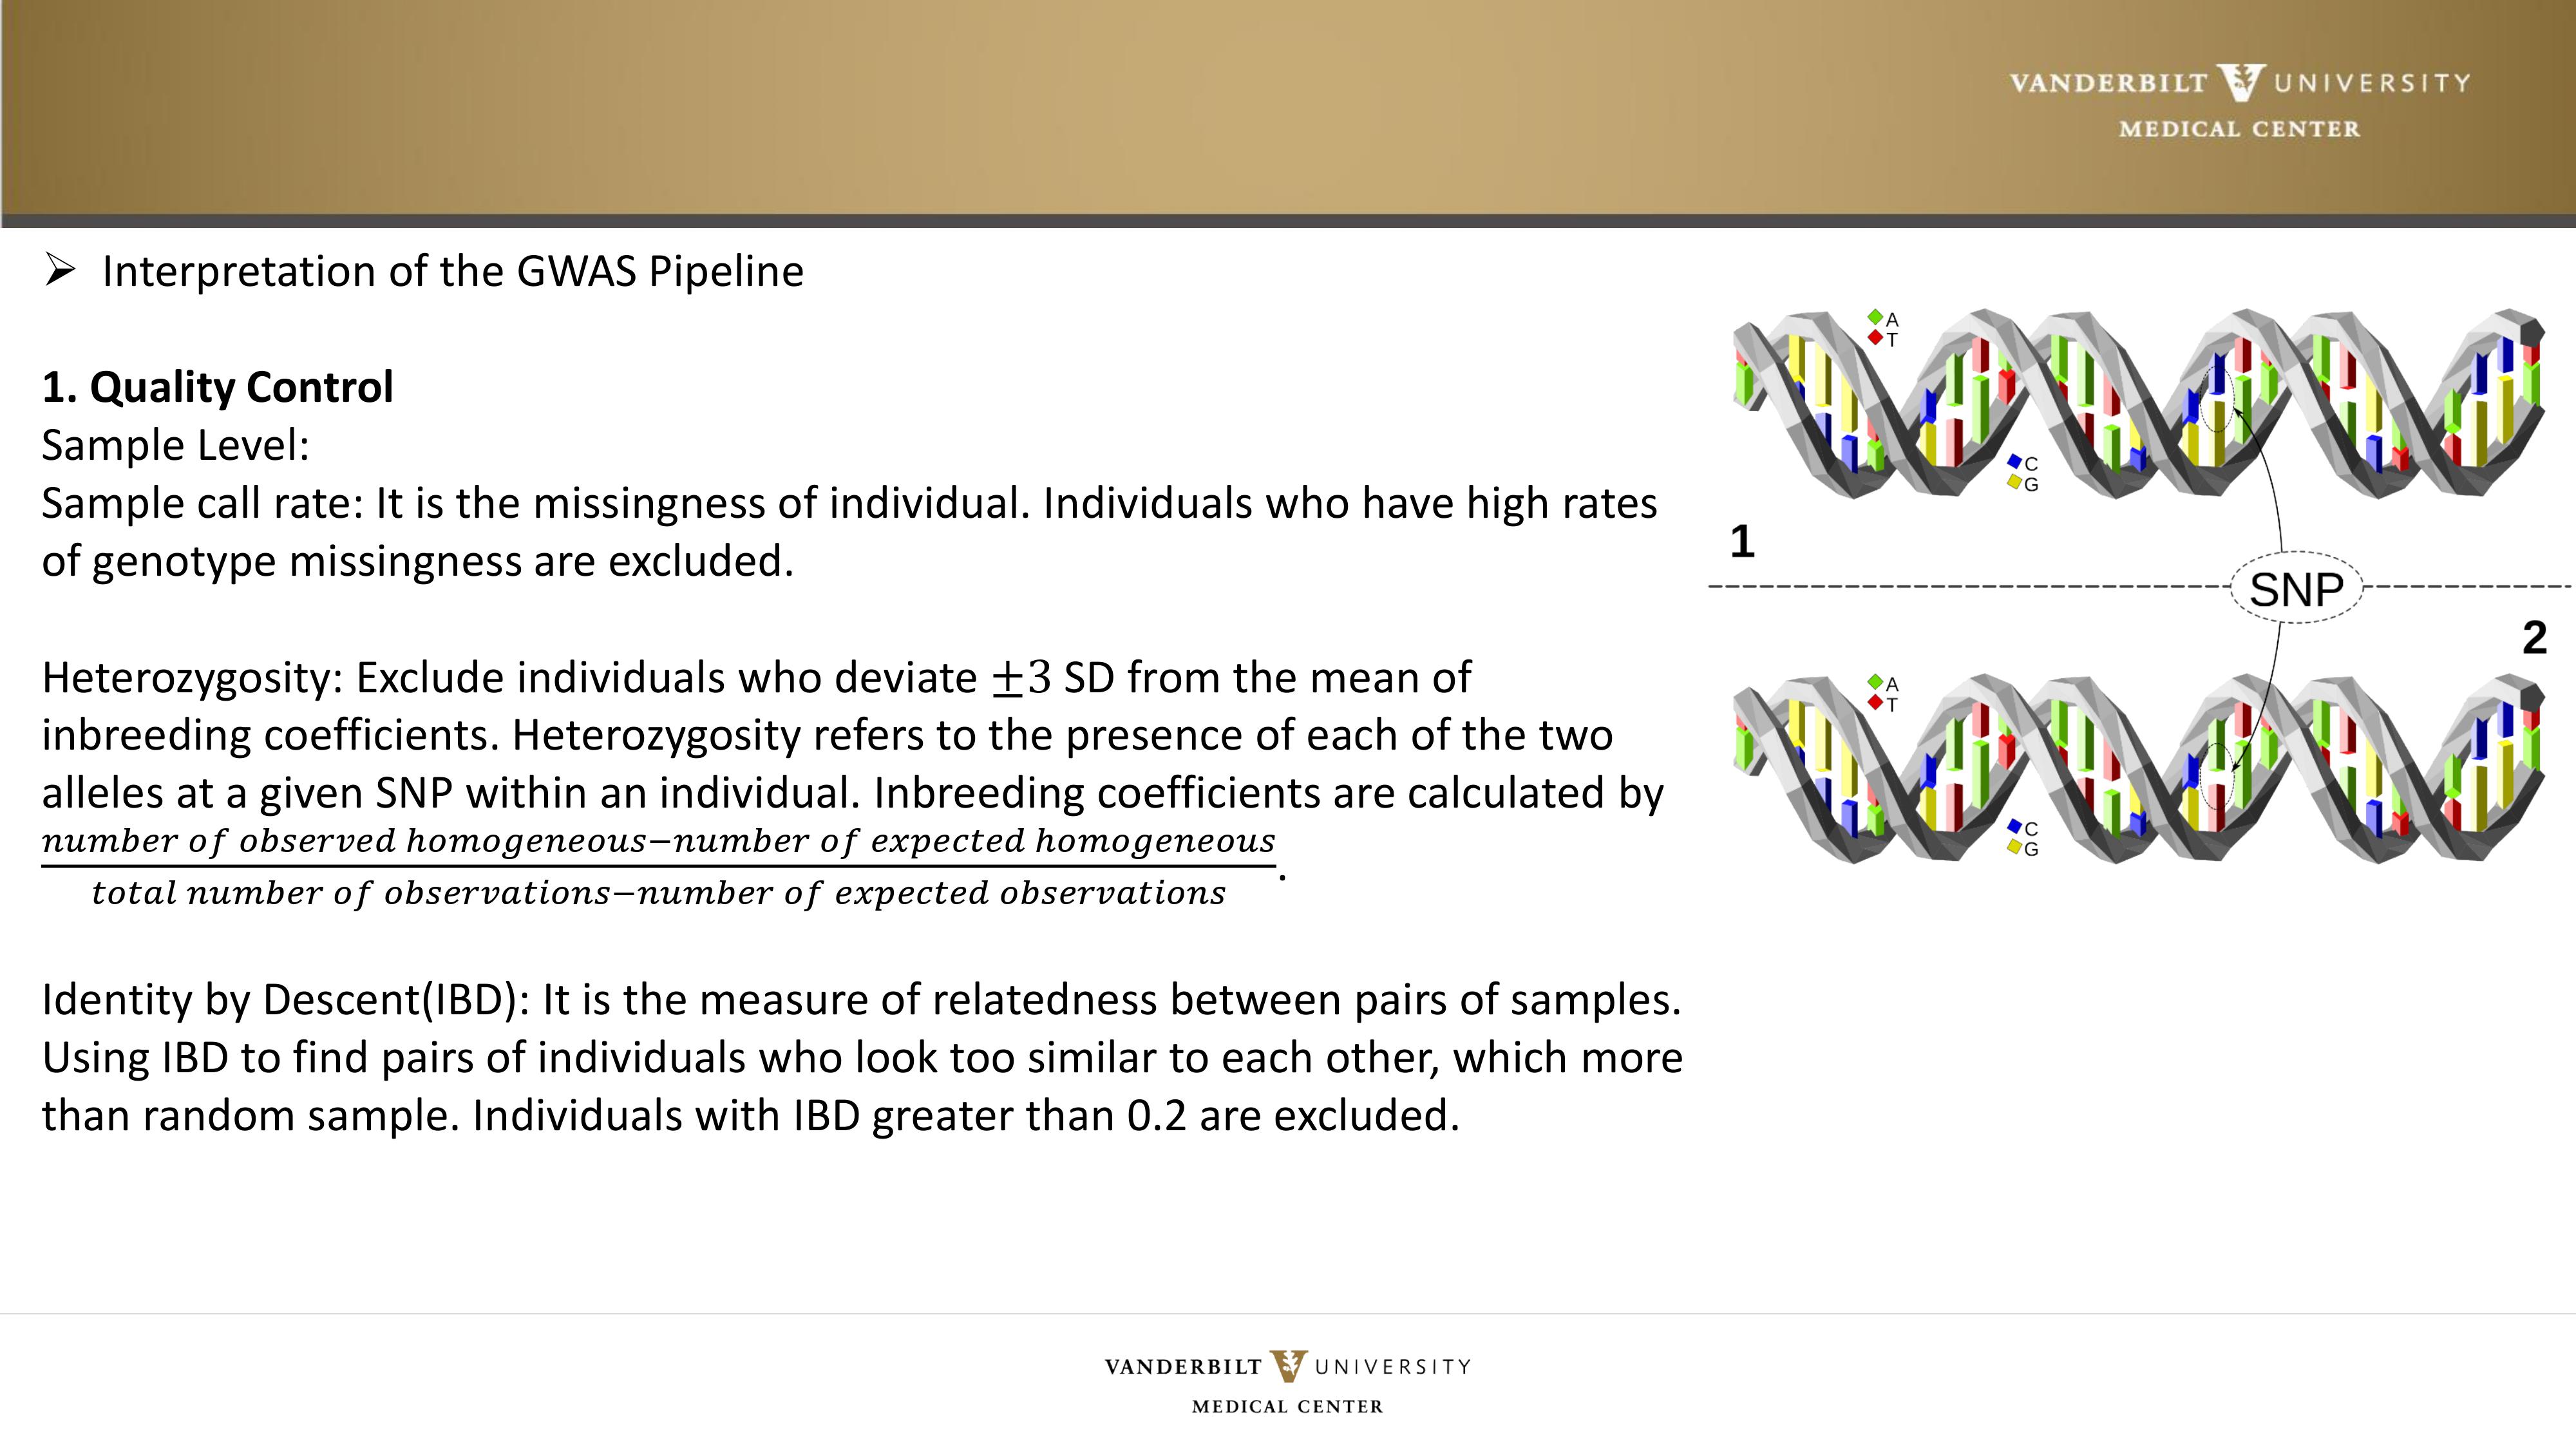 VANDERBILT UNIVERSITY
MEDICAL CENTER
➢ Interpretation of the GWAS Pipeline
1. Quality Control
Sample Level:
Sample call rate: It is the missingness of individual. Individuals who have high rates
of genotype missingness are excluded.
Heterozygosity: Exclude individuals who deviate ±3 SD from the mean of
inbreeding coefficients. Heterozygosity refers to the presence of each of the two
alleles at a given SNP within an individual. Inbreeding coefficients are calculated by
number of observed homogeneous−number of expected homogeneous
total number of observations−number of expected observations.
Identity by Descent(IBD): It is the measure of relatedness between pairs of samples.
Using IBD to find pairs of individuals who look too similar to each other, which more
than random sample. Individuals with IBD greater than 0.2 are excluded.
A
T
C
G
1
SNP
2
A
T
C
G
VANDERBILT UNIVERSITY
MEDICAL CENTER